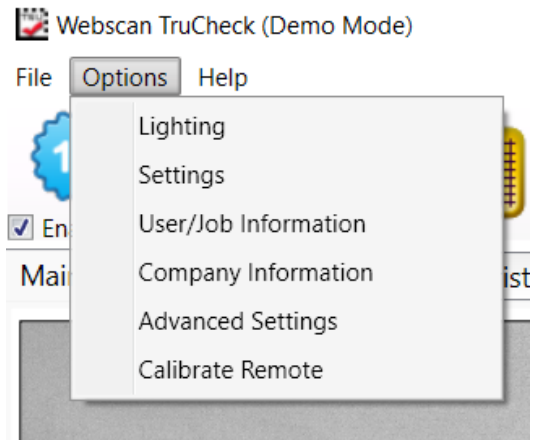 Webscan TruCheck (Demo Mode)
File Options Help
Lighting
Settings
User/Job Information
Company Information
Advanced Settings
Calibrate Remote